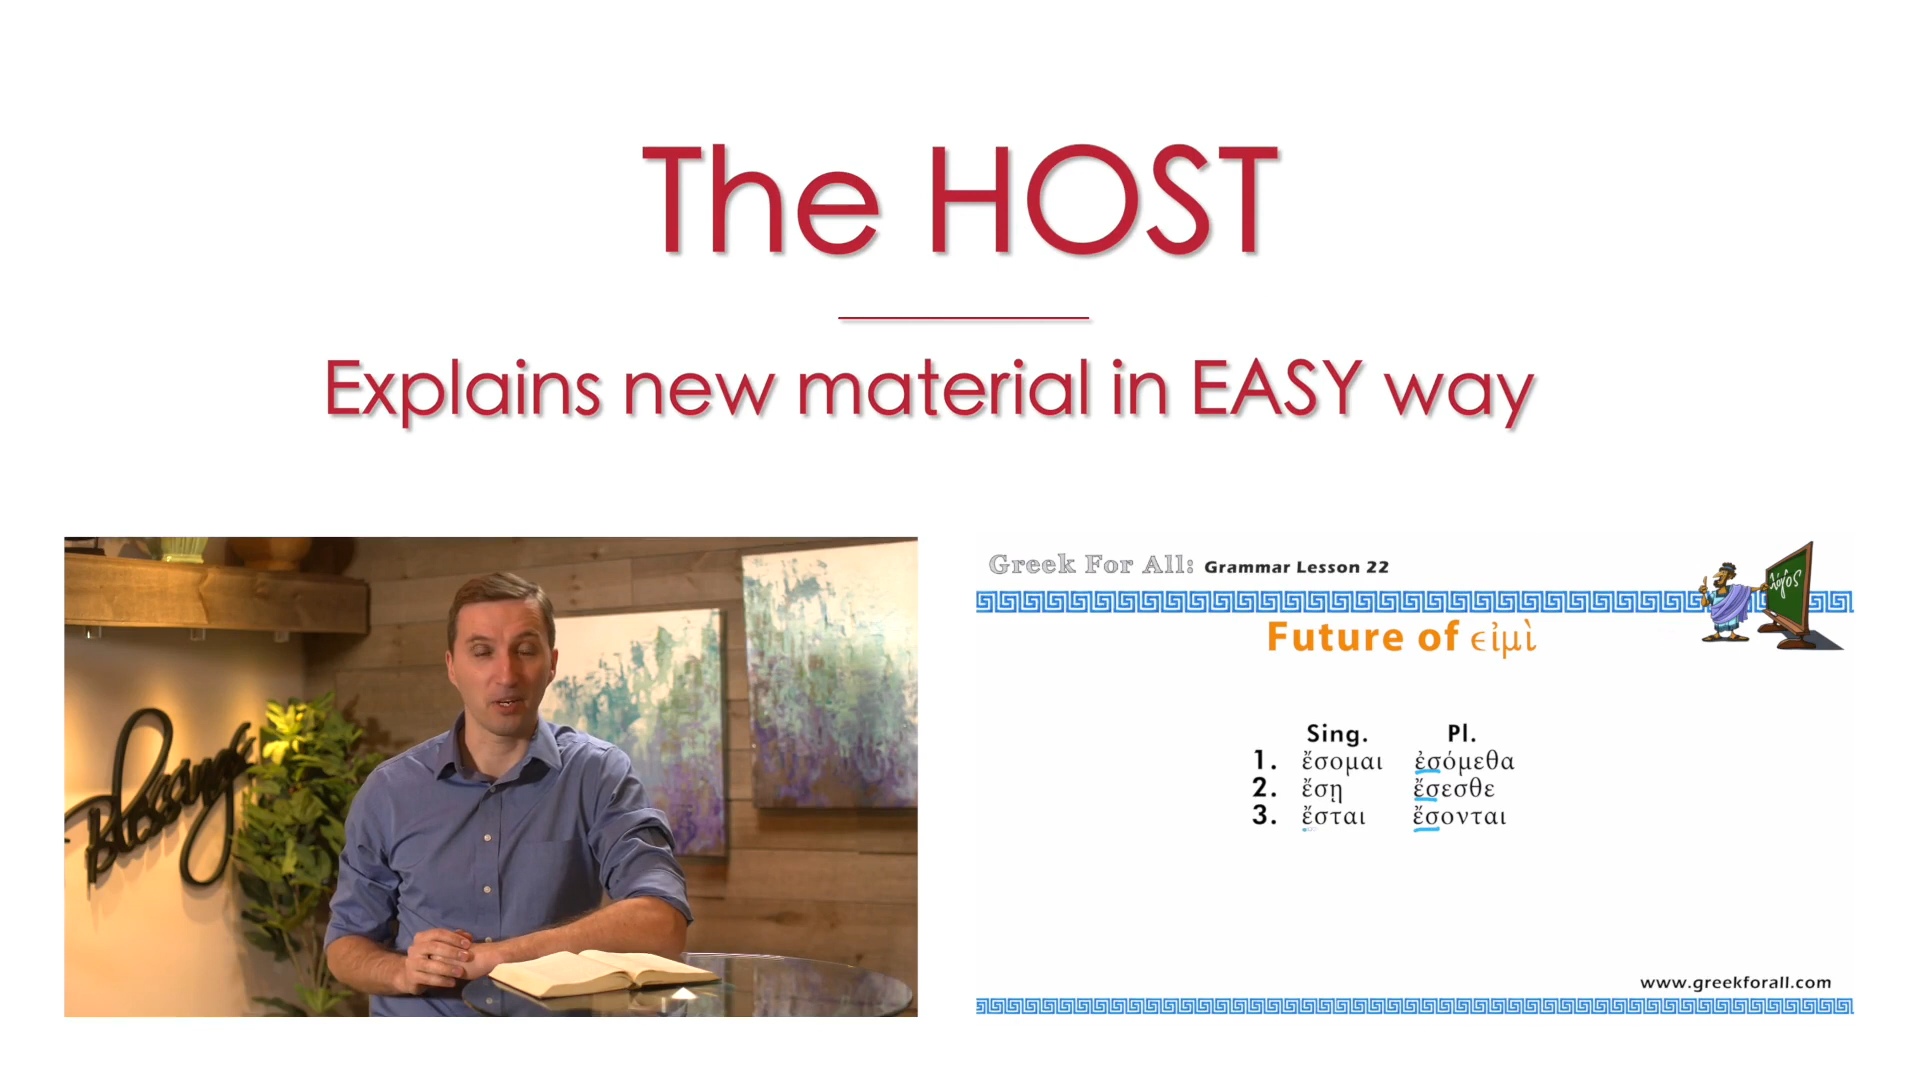 The HOST
Explains new material in EASY way
Blessings
Greek For All: Grammar Lesson 22
λόγος
Future of εἰμὶ
Sing. Pl.
1. ἔσομαι ἐσόμεθα
2. ἔσῃ ἔσεσθε
3. ἔσται ἔσονται
www.greekforall.com